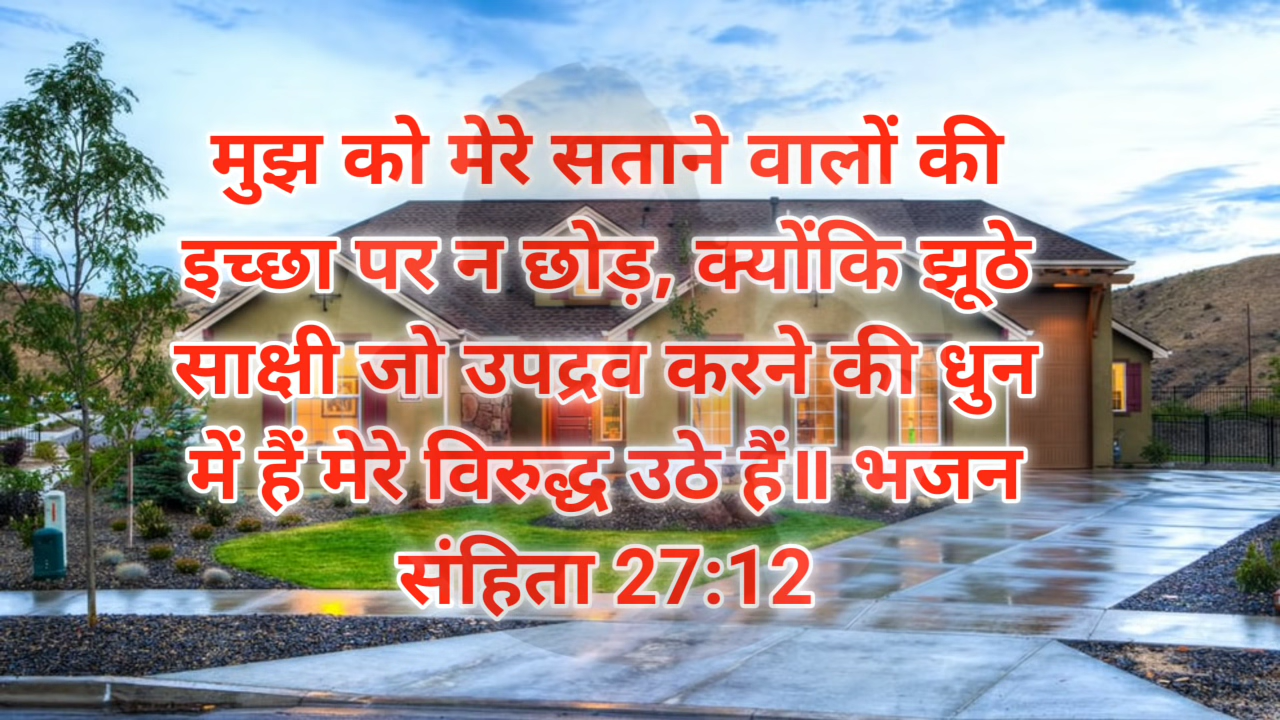 मुझ को मेरे सताने वालों की
इच्छा पर न छोड़, क्योंकि झूठे
साक्षी जो उपद्रव करने की धुन
में हैं मेरे विरुद्ध उठे हैं॥ भजन
संहिता 27:12